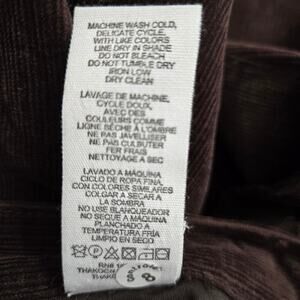 MACHINE WASH COLD,
DELICATE CYCLE,
WITH LIKE COLORS
LINE DRY IN SHADE
DO NOT BLEACH
DO NOT TUMBLE DRY
IRON LOW
DRY CLEAN
LAVAGE DE MACHINE,
CYCLE DOUX,
AVEC DES
COULEURS COMME
LIGNE SÈCHE À L'OMBRE
NE PAS JAVELLISER
NE PAS CULBUTER
FER FRAIS
NETTOYAGE A SEC
LAVADO A MÁQUINA
CICLO DE ROPA FINA,
CON COLORES SIMILARES
COLGAR A SECAR A
LA SOMBRA
NO USE BLANQUEADOR
NO SEQUE A MÁQUINA
PLANCHADO A
TEMPERATURA FRÍA
LIMPIO EN SECO